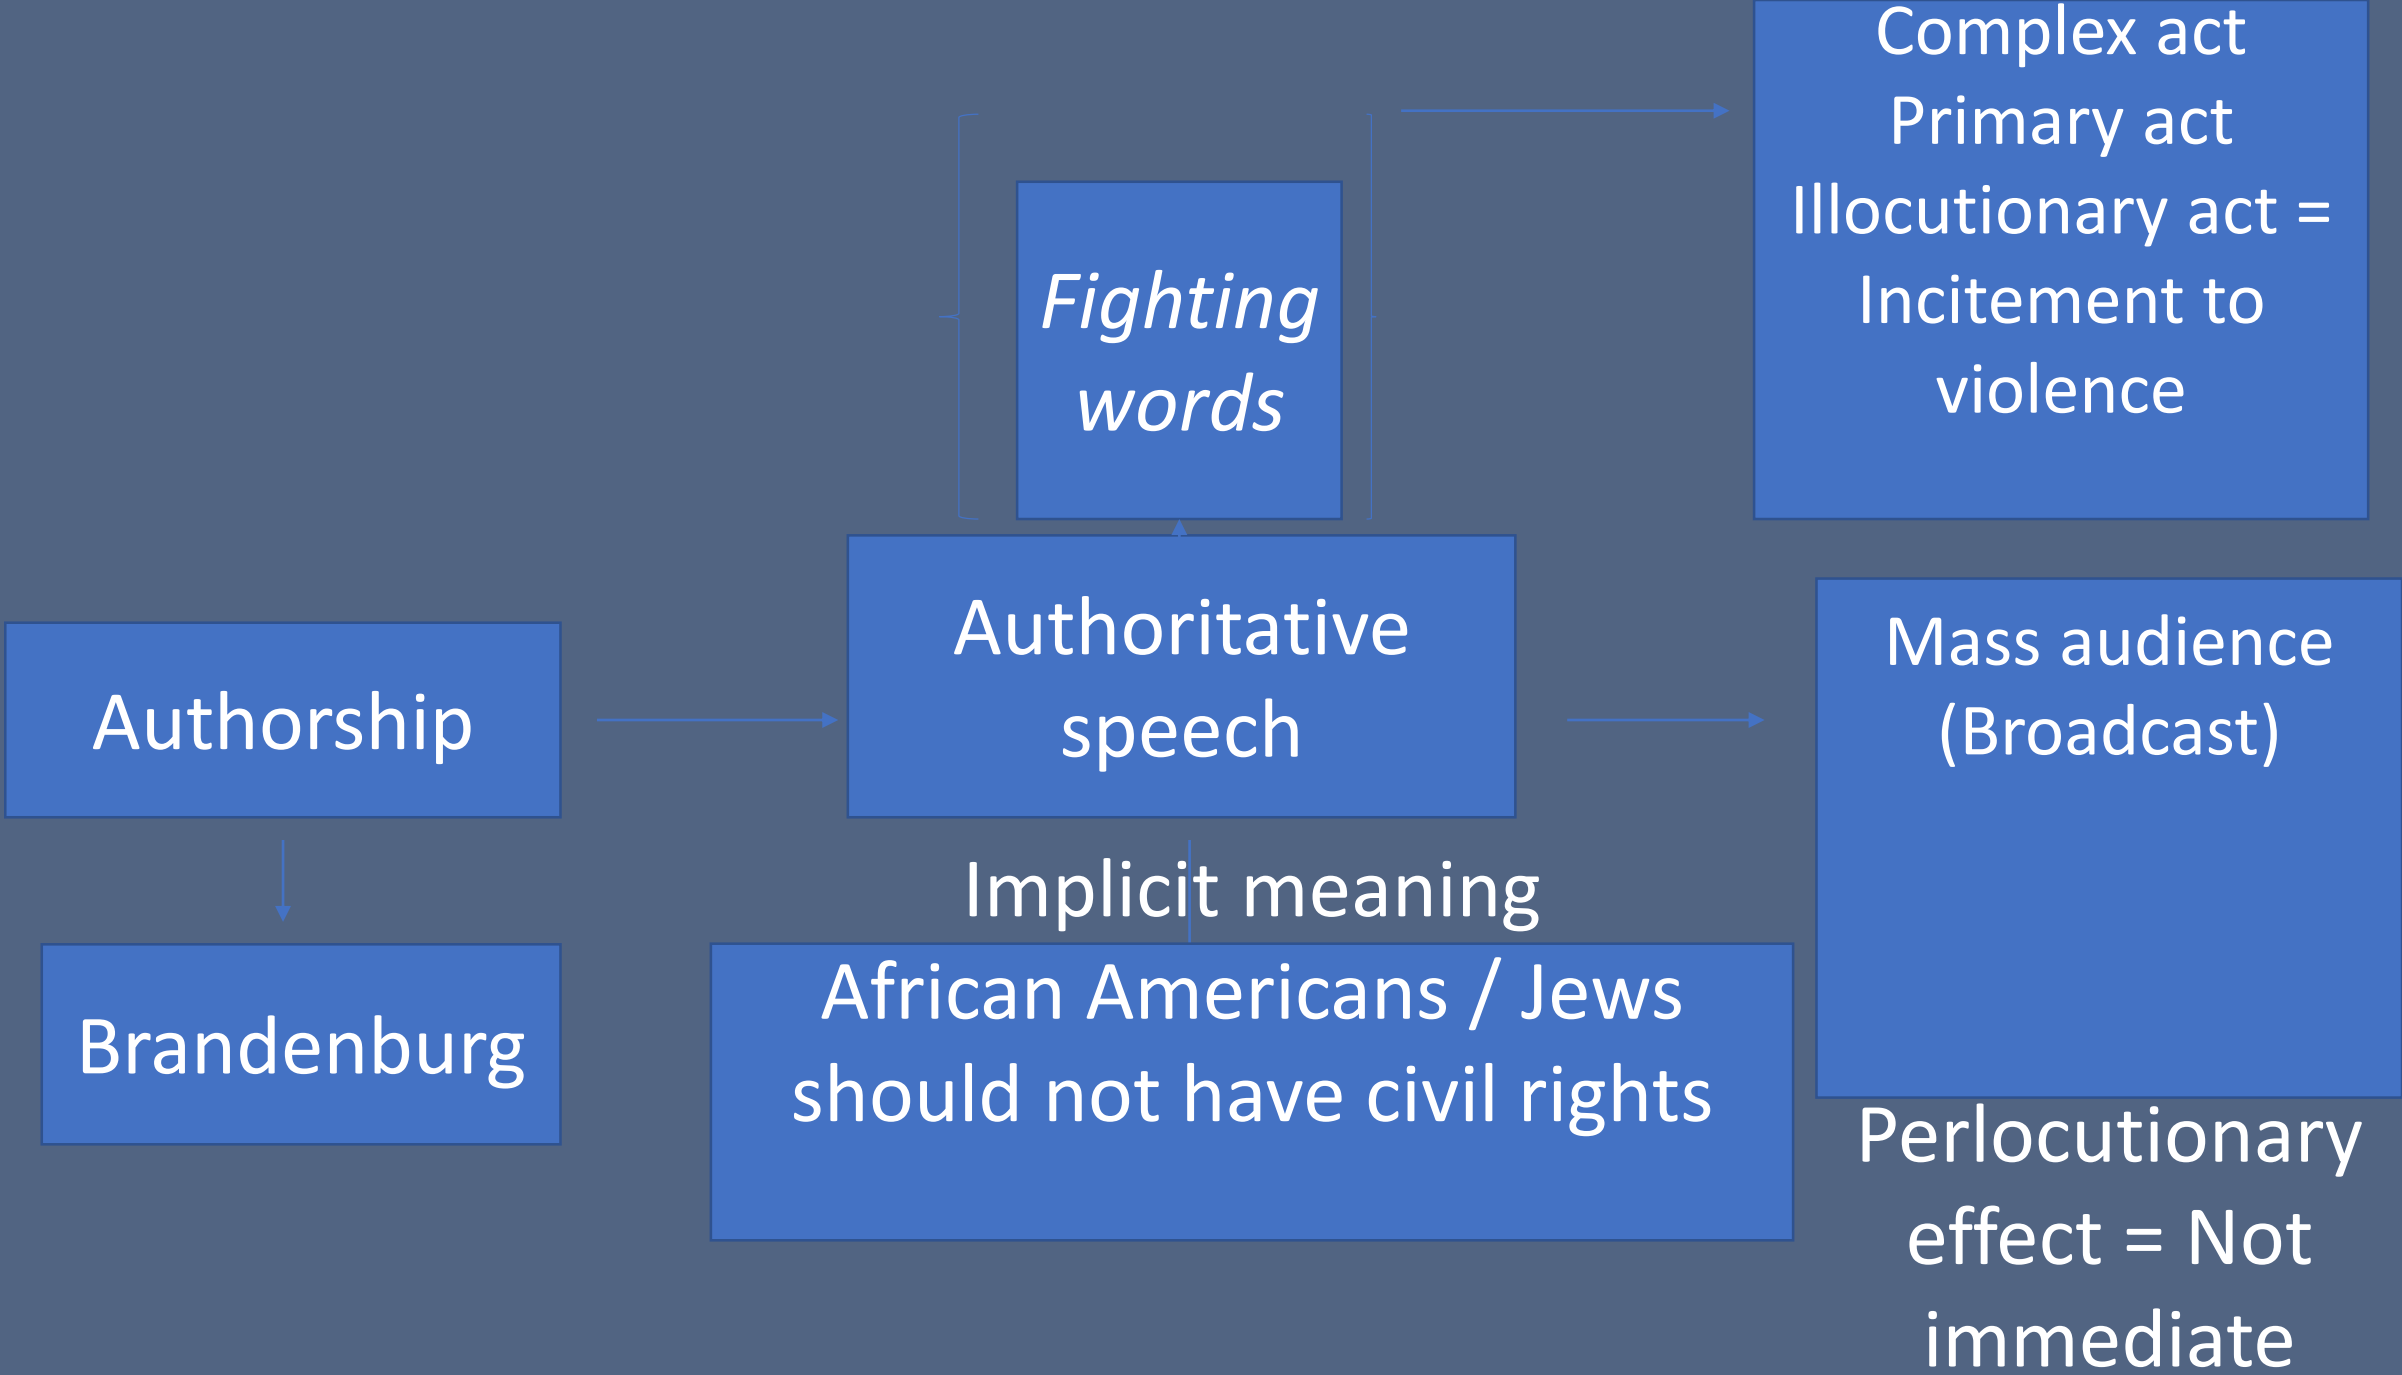 Complex act
Primary act
Illocutionary act =
Incitement to
violence
Fighting
words
Authorship
Authoritative
speech
Mass audience
(Broadcast)
Implicit meaning
Brandenburg
African Americans / Jews
should not have civil rights
Perlocutionary
effect = Not
immediate